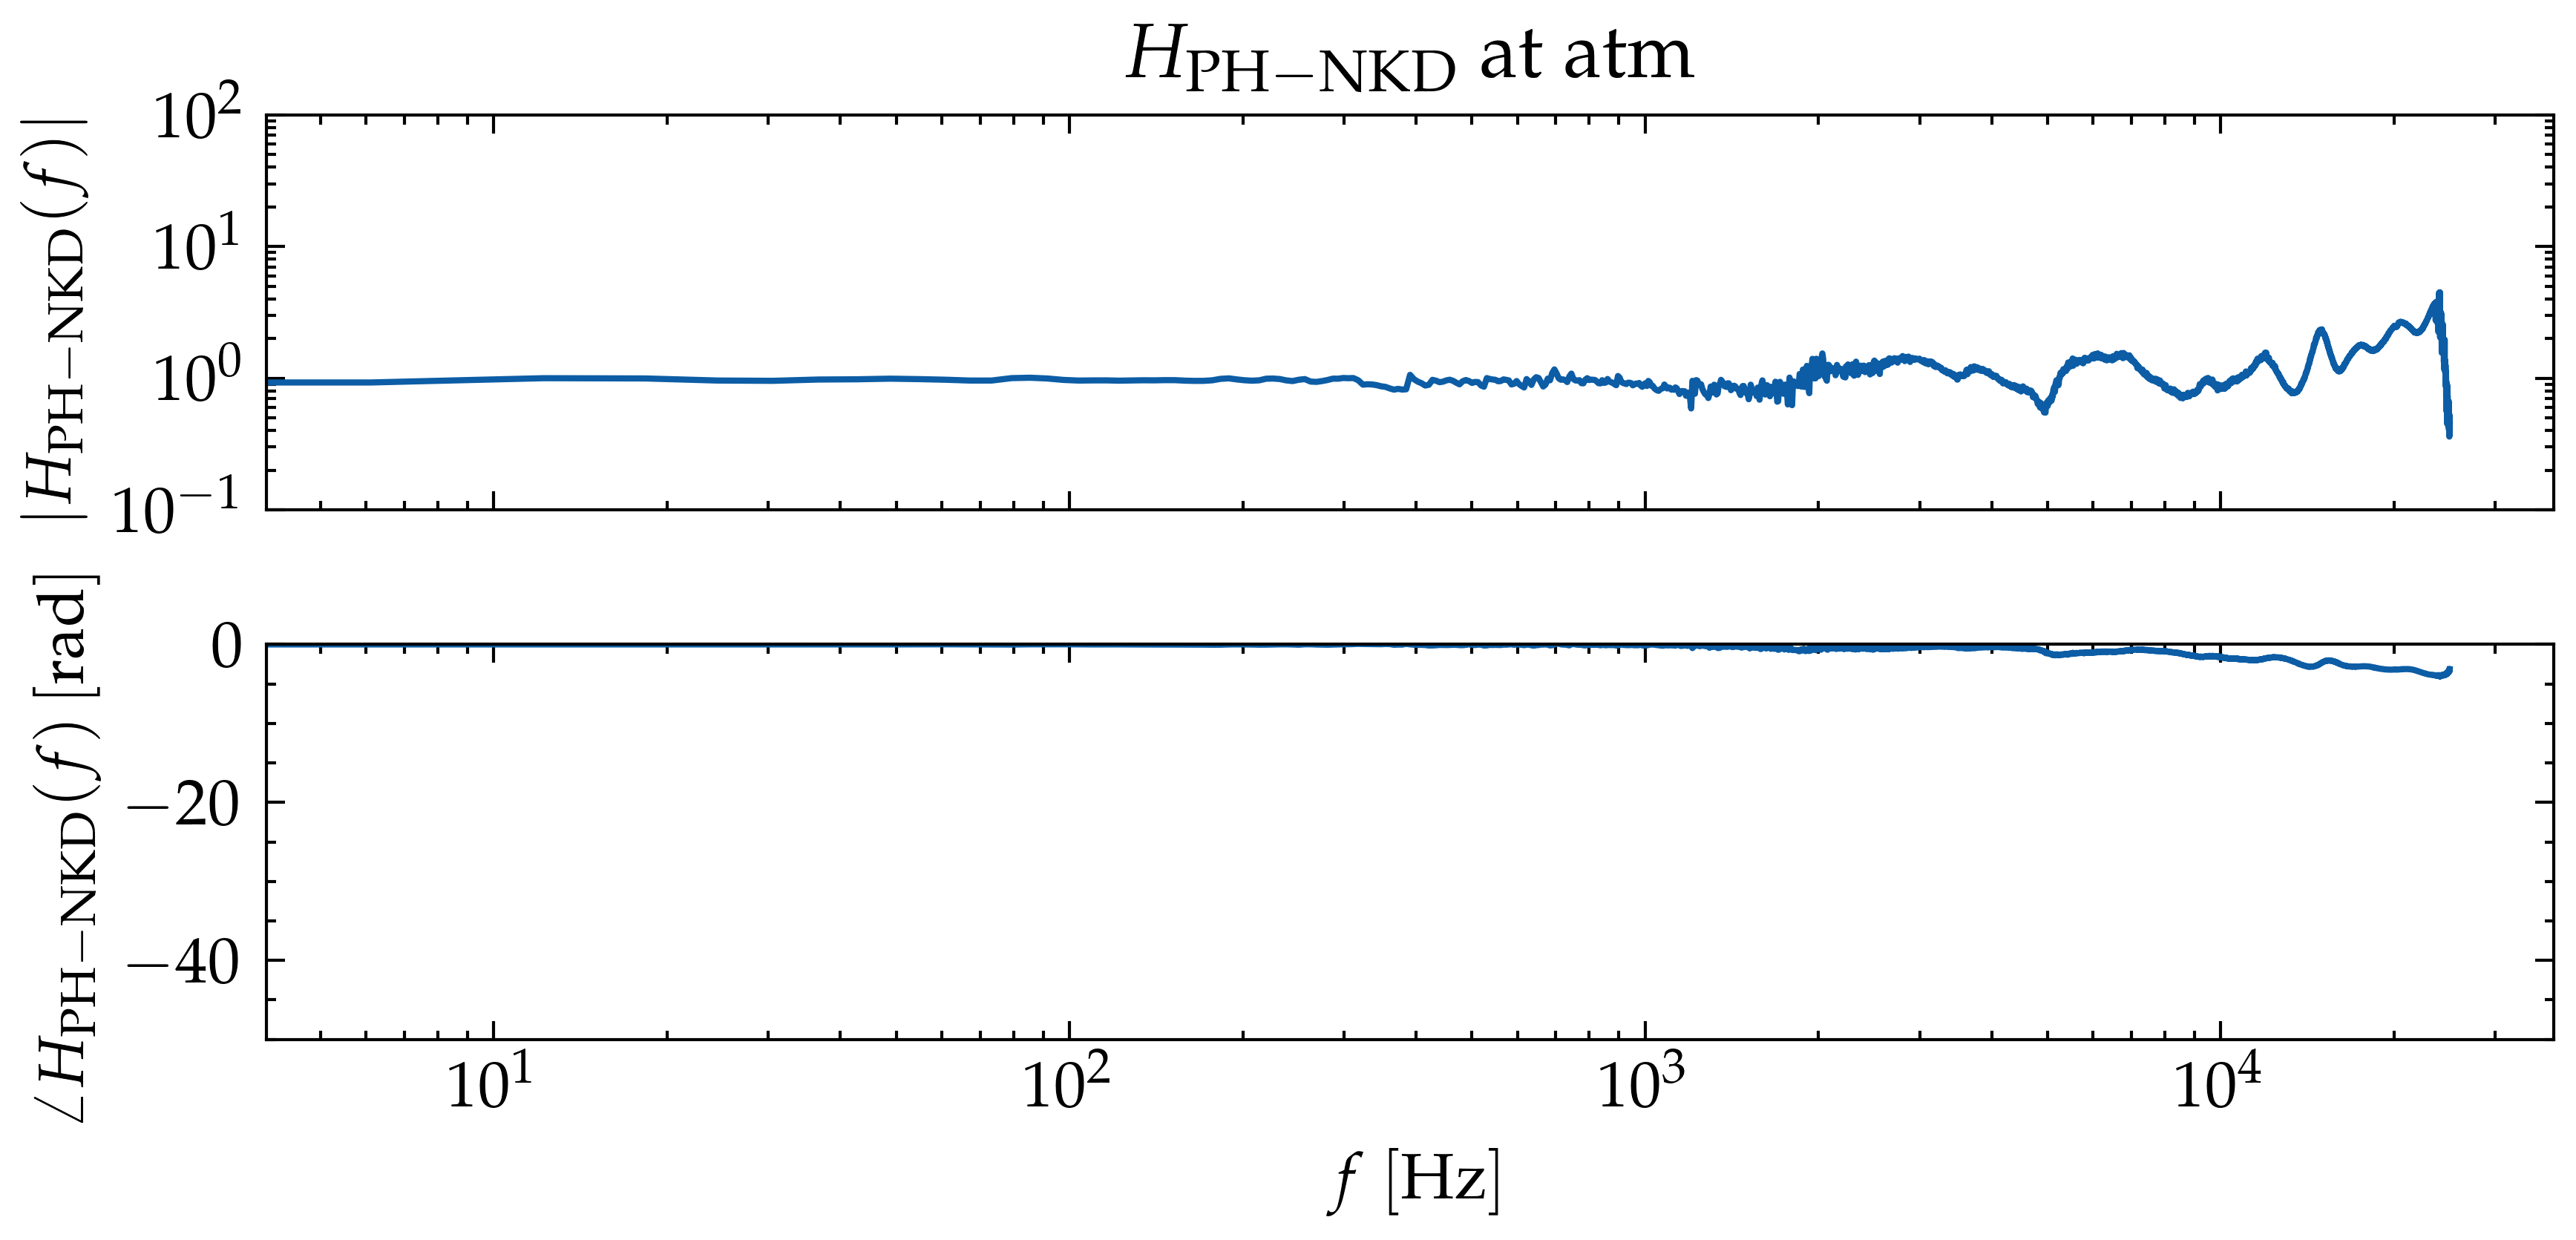 H_PH−NKD at atm
|H_PH−NKD(f)|
10^2
10^1
10^0
10^−1
∠H_PH−NKD(f) [rad]
0
−20
−40
10^1 10^2 10^3 10^4
f [Hz]